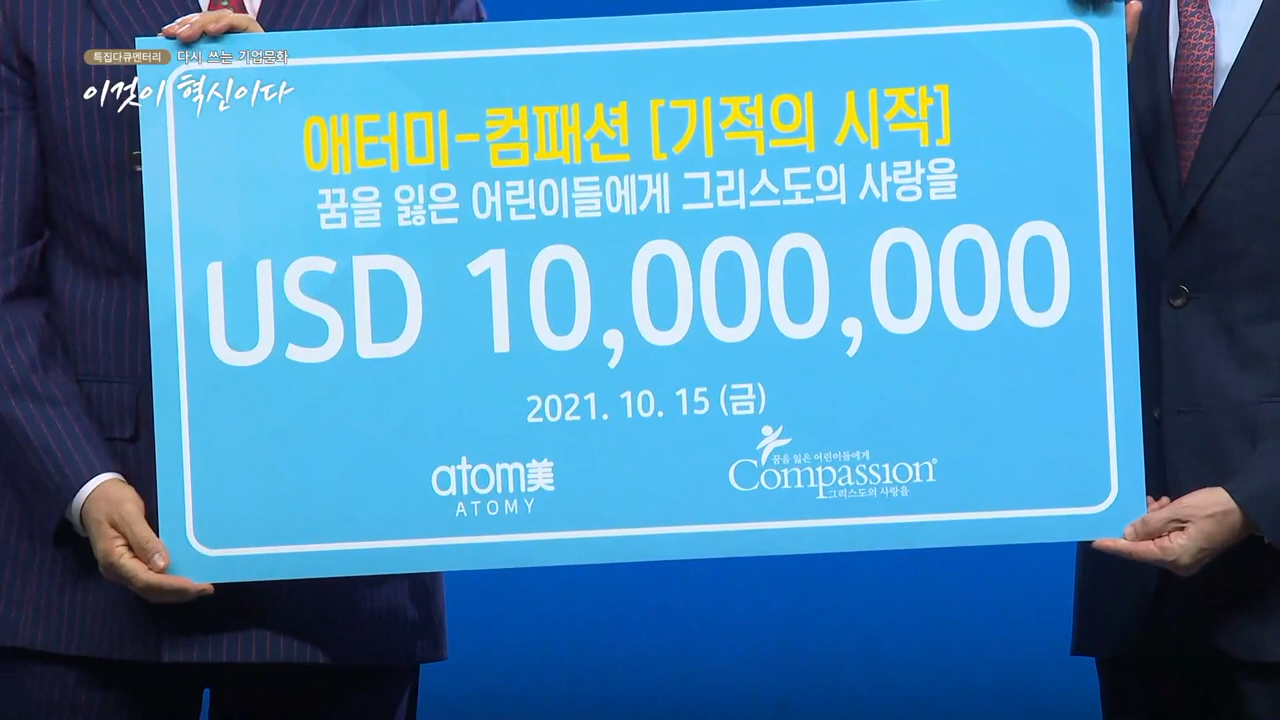 특집다큐멘터리 다시 쓰는 기업문화
이것이 혁신이다
애터미-컴패션 [기적의 시작]
꿈을 잃은 어린이들에게 그리스도의 사랑을
USD 10,000,000
2021. 10. 15 (금)
atom美
ATOMY
꿈을 잃은 어린이들에게
Compassion®
그리스도의 사랑을